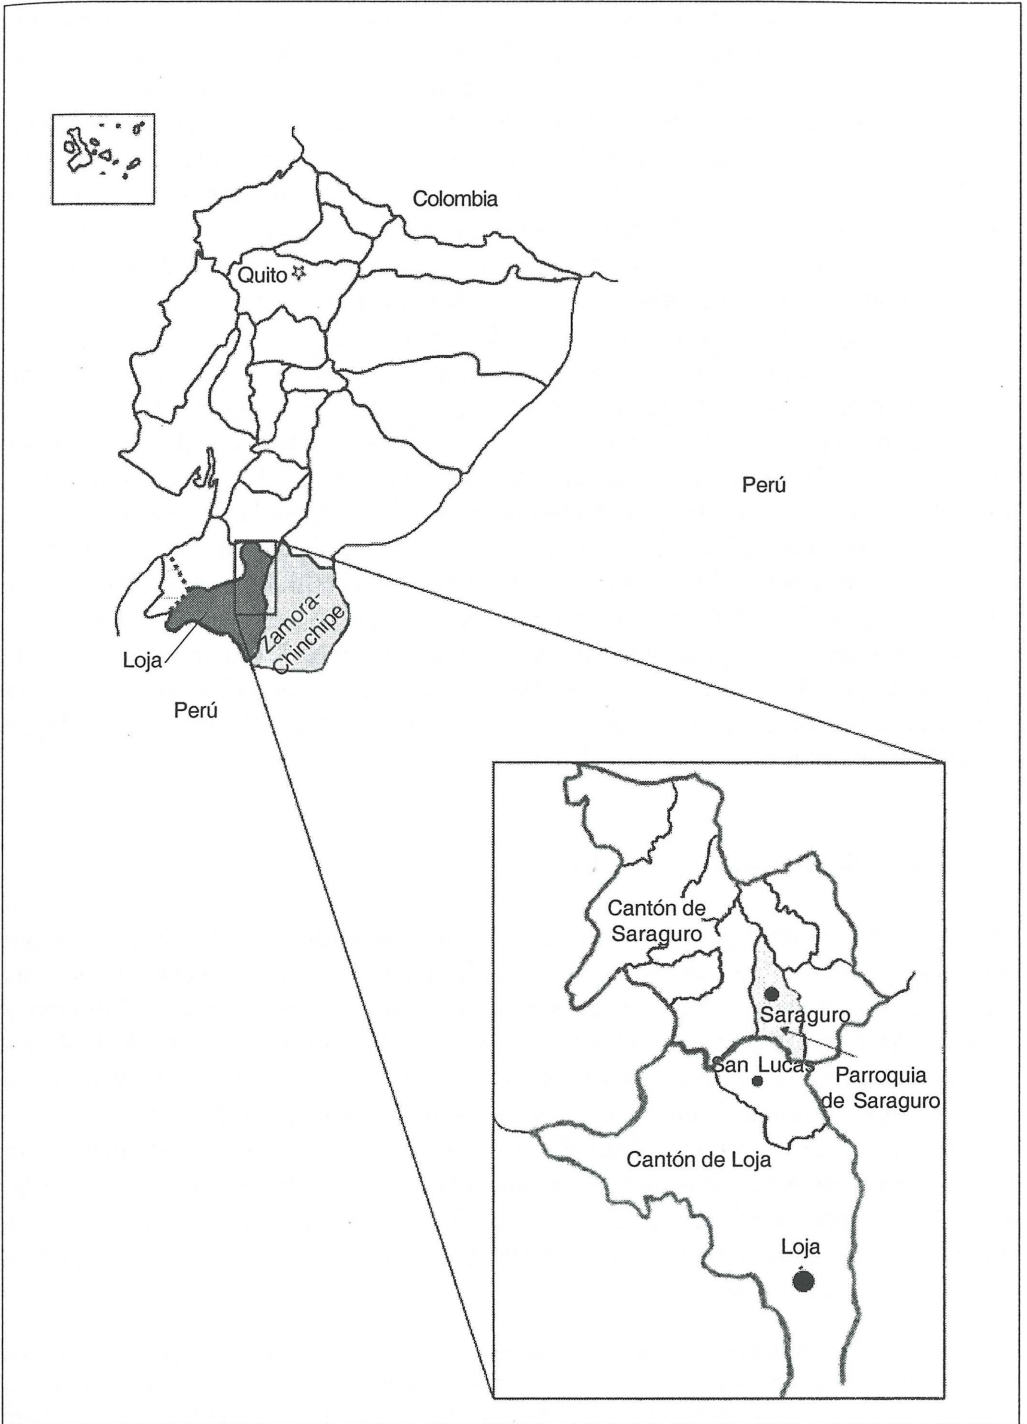 Colombia
Quito
Perú
Zamora-
Chinchipe
Loja
Perú
Cantón de
Saraguro
Saraguro
San Lucas
Parroquia
de Saraguro
Cantón de Loja
Loja